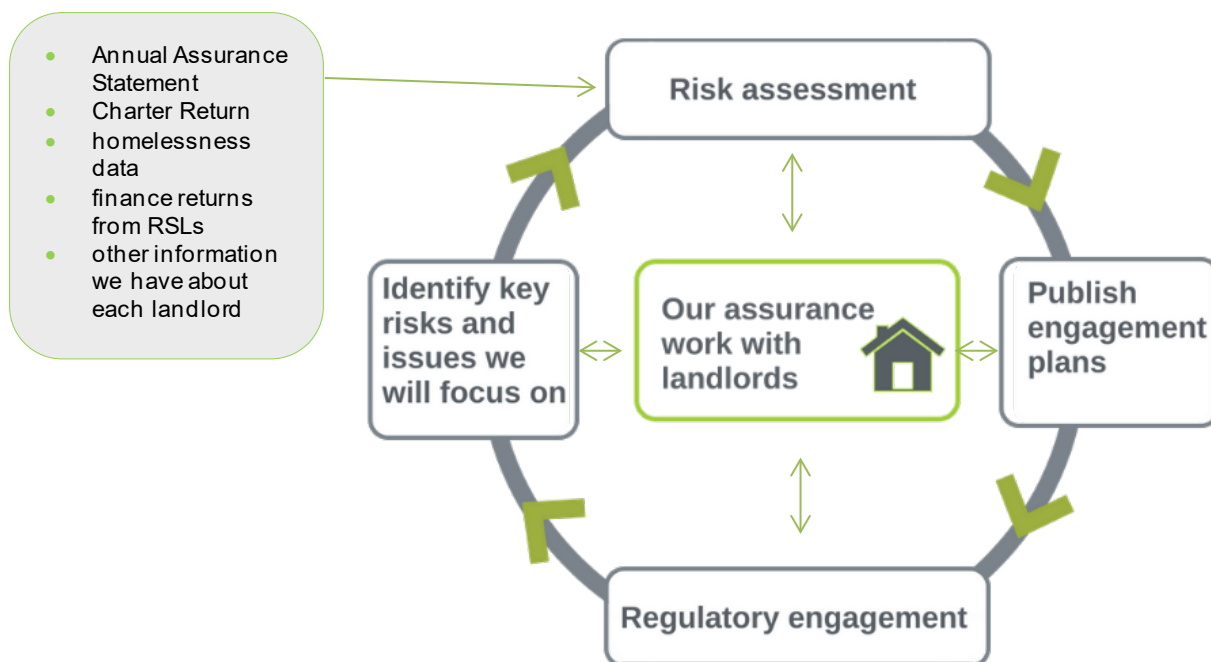 • Annual Assurance
Statement
• Charter Return
• homelessness
data
• finance returns
from RSLs
• other information
we have about
each landlord
Risk assessment
Identify key
risks and
issues we
will focus on
Our assurance
work with
landlords
Publish
engagement
plans
Regulatory engagement